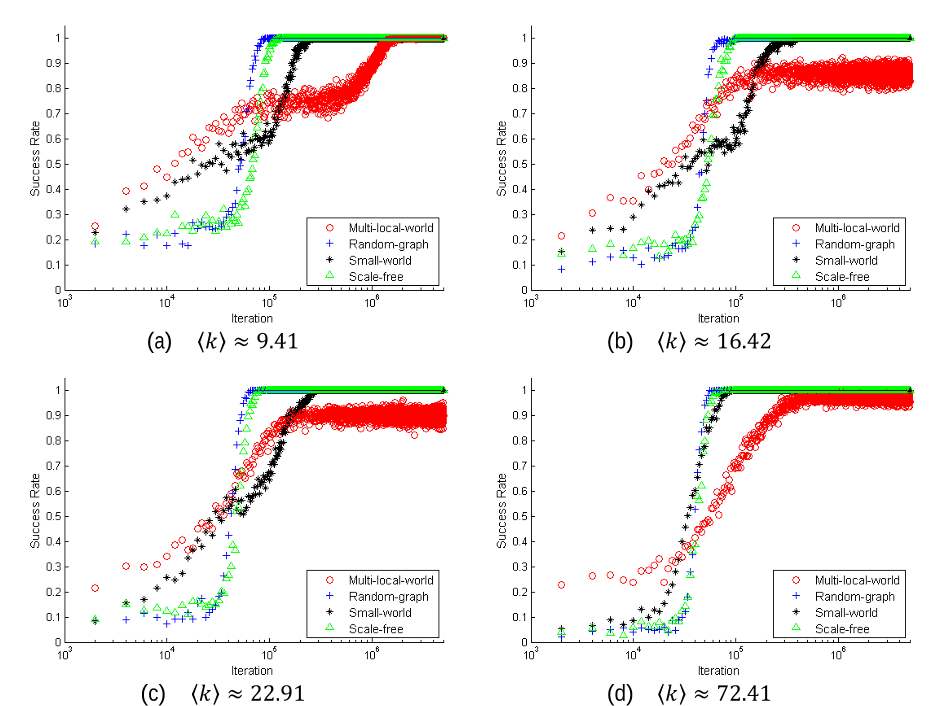 1
0.9
0.8
0.7
0.6
0.5
0.4
0.3
0.2
0.1
0
Success Rate
10^3 10^4 10^5 10^6
Iteration
Multi-local-world
Random-graph
Small-world
Scale-free
(a) ⟨k⟩ ≈ 9.41
1
0.9
0.8
0.7
0.6
0.5
0.4
0.3
0.2
0.1
0
Success Rate
10^3 10^4 10^5 10^6
Iteration
Multi-local-world
Random-graph
Small-world
Scale-free
(b) ⟨k⟩ ≈ 16.42
1
0.9
0.8
0.7
0.6
0.5
0.4
0.3
0.2
0.1
0
Success Rate
10^3 10^4 10^5 10^6
Iteration
Multi-local-world
Random-graph
Small-world
Scale-free
(c) ⟨k⟩ ≈ 22.91
1
0.9
0.8
0.7
0.6
0.5
0.4
0.3
0.2
0.1
0
Success Rate
10^3 10^4 10^5 10^6
Iteration
Multi-local-world
Random-graph
Small-world
Scale-free
(d) ⟨k⟩ ≈ 72.41